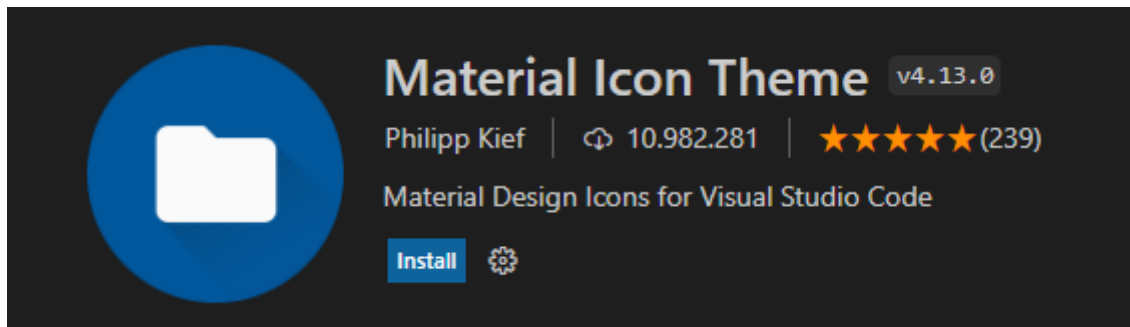 Material Icon Theme v4.13.0
Philipp Kief 10.982.281 (239)
Material Design Icons for Visual Studio Code
Install